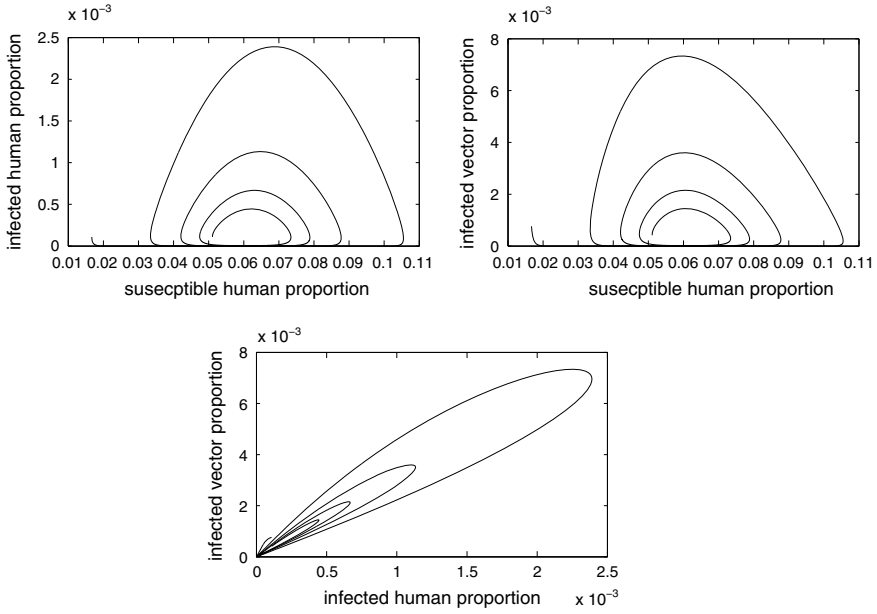 x 10⁻³
2.5
2
1.5
1
0.5
0
infected human proportion
0.01 0.02 0.03 0.04 0.05 0.06 0.07 0.08 0.09 0.1 0.11
susecptible human proportion
x 10⁻³
8
6
4
2
0
infected vector proportion
0.01 0.02 0.03 0.04 0.05 0.06 0.07 0.08 0.09 0.1 0.11
susecptible human proportion
x 10⁻³
8
6
4
2
0
infected vector proportion
0 0.5 1 1.5 2 2.5
infected human proportion x 10⁻³